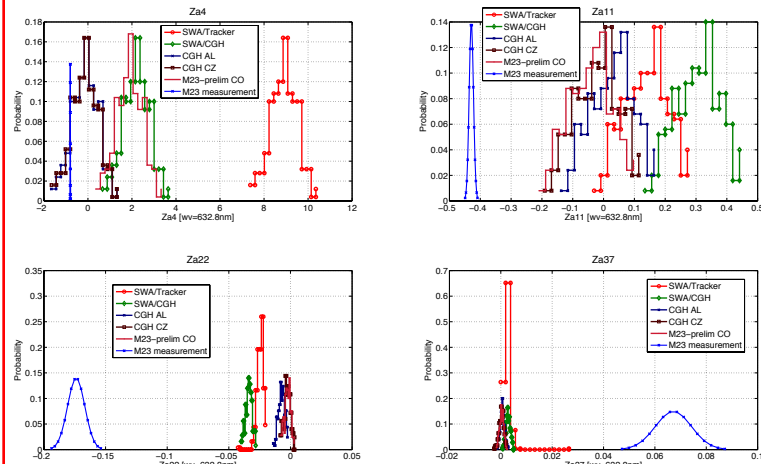 Za4
SWA/Tracker
SWA/CGH
CGH AL
CGH CZ
M23-prelim CO
M23 measurement
Probability
0.18
0.16
0.14
0.12
0.1
0.08
0.06
0.04
0.02
0
-2 0 2 4 6 8 10 12
Za4 [wv=632.8nm]
Za11
SWA/Tracker
SWA/CGH
CGH AL
CGH CZ
M23-prelim CO
M23 measurement
Probability
0.14
0.12
0.1
0.08
0.06
0.04
0.02
0
-0.5 -0.4 -0.3 -0.2 -0.1 0 0.1 0.2 0.3 0.4 0.5
Za11 [wv=632.8nm]
Za22
SWA/Tracker
SWA/CGH
CGH AL
CGH CZ
M23-prelim CO
M23 measurement
Probability
0.35
0.3
0.25
0.2
0.15
0.1
0.05
0
-0.2 -0.15 -0.1 -0.05 0 0.05
Za37
SWA/Tracker
SWA/CGH
CGH AL
CGH CZ
M23-prelim CO
M23 measurement
Probability
0.7
0.6
0.5
0.4
0.3
0.2
0.1
0
-0.02 0 0.02 0.04 0.06 0.08 0.1